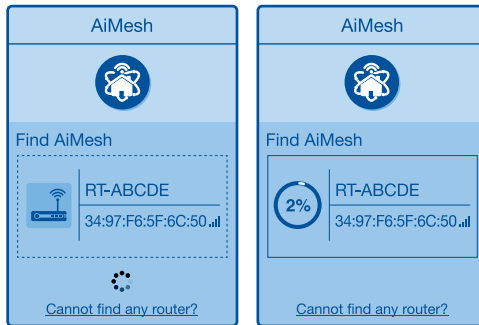 AiMesh
Find AiMesh
RT-ABCDE
34:97:F6:5F:6C:50
Cannot find any router?
AiMesh
Find AiMesh
2%
RT-ABCDE
34:97:F6:5F:6C:50
Cannot find any router?